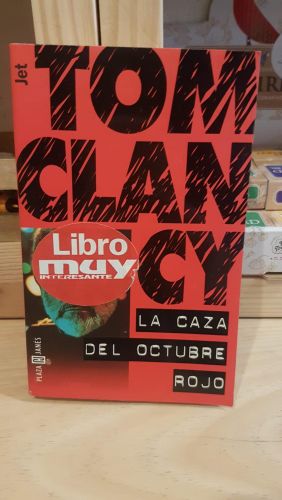 Jet
TOM
CLAN
CY
Libro
muy
INTERESANTE
LA CAZA
DEL OCTUBRE
ROJO
PLAZA JANÉS